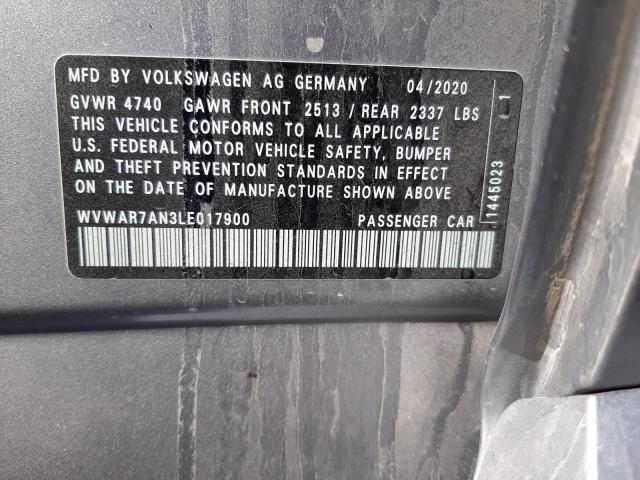 MFD BY VOLKSWAGEN AG GERMANY 04/2020
GVWR 4740 GAWR FRONT 2513 / REAR 2337 LBS
THIS VEHICLE CONFORMS TO ALL APPLICABLE
U.S. FEDERAL MOTOR VEHICLE SAFETY, BUMPER
AND THEFT PREVENTION STANDARDS IN EFFECT
ON THE DATE OF MANUFACTURE SHOWN ABOVE
WVWAR7AN3LE017900 PASSENGER CAR
1445023 1